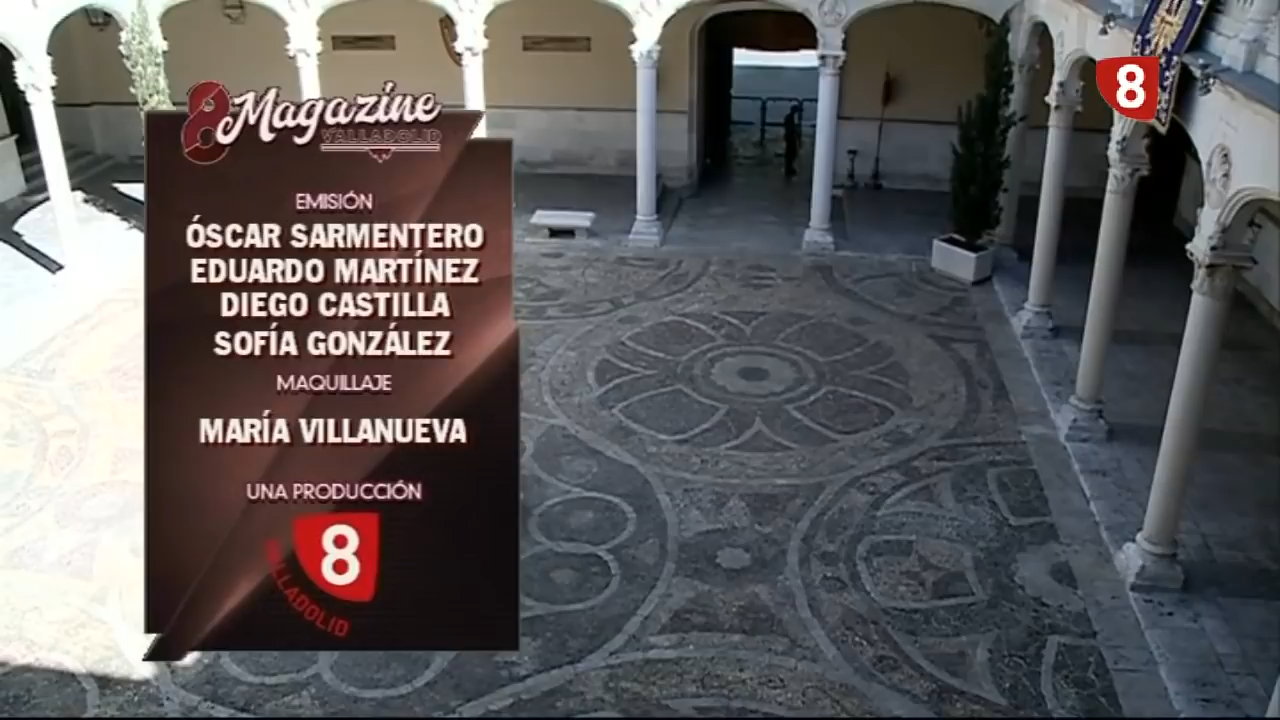 8 Magazine
VALLADOLID
EMISIÓN
ÓSCAR SARMENTERO
EDUARDO MARTÍNEZ
DIEGO CASTILLA
SOFÍA GONZÁLEZ
MAQUILLAJE
MARÍA VILLANUEVA
UNA PRODUCCIÓN
8
VALLADOLID
8